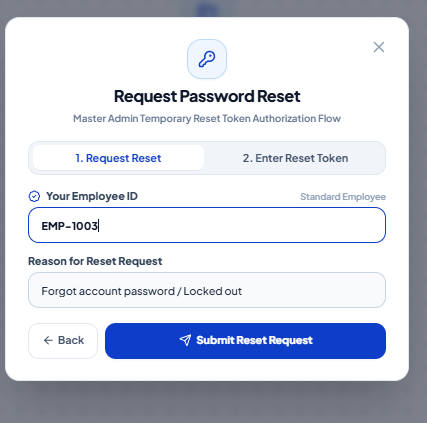 Request Password Reset
Master Admin Temporary Reset Token Authorization Flow
1. Request Reset
2. Enter Reset Token
Your Employee ID
Standard Employee
EMP-1003
Reason for Reset Request
Forgot account password / Locked out
Back
Submit Reset Request